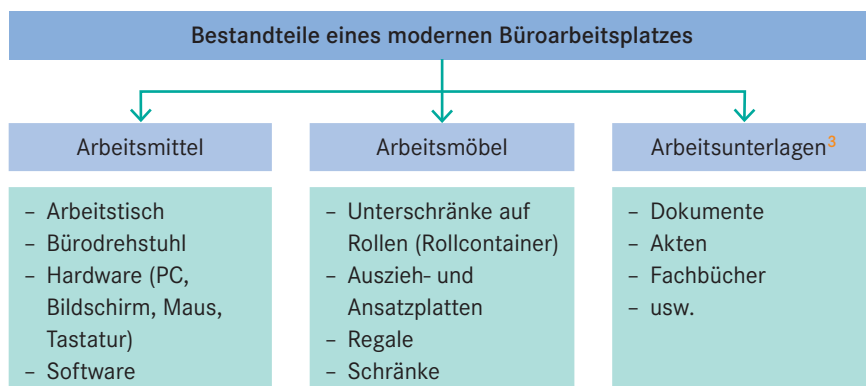 Bestandteile eines modernen Büroarbeitsplatzes
Arbeitsmittel
– Arbeitstisch
– Bürodrehstuhl
– Hardware (PC,
Bildschirm, Maus,
Tastatur)
– Software
Arbeitsmöbel
– Unterschränke auf
Rollen (Rollcontainer)
– Auszieh- und
Ansatzplatten
– Regale
– Schränke
Arbeitsunterlagen³
– Dokumente
– Akten
– Fachbücher
– usw.